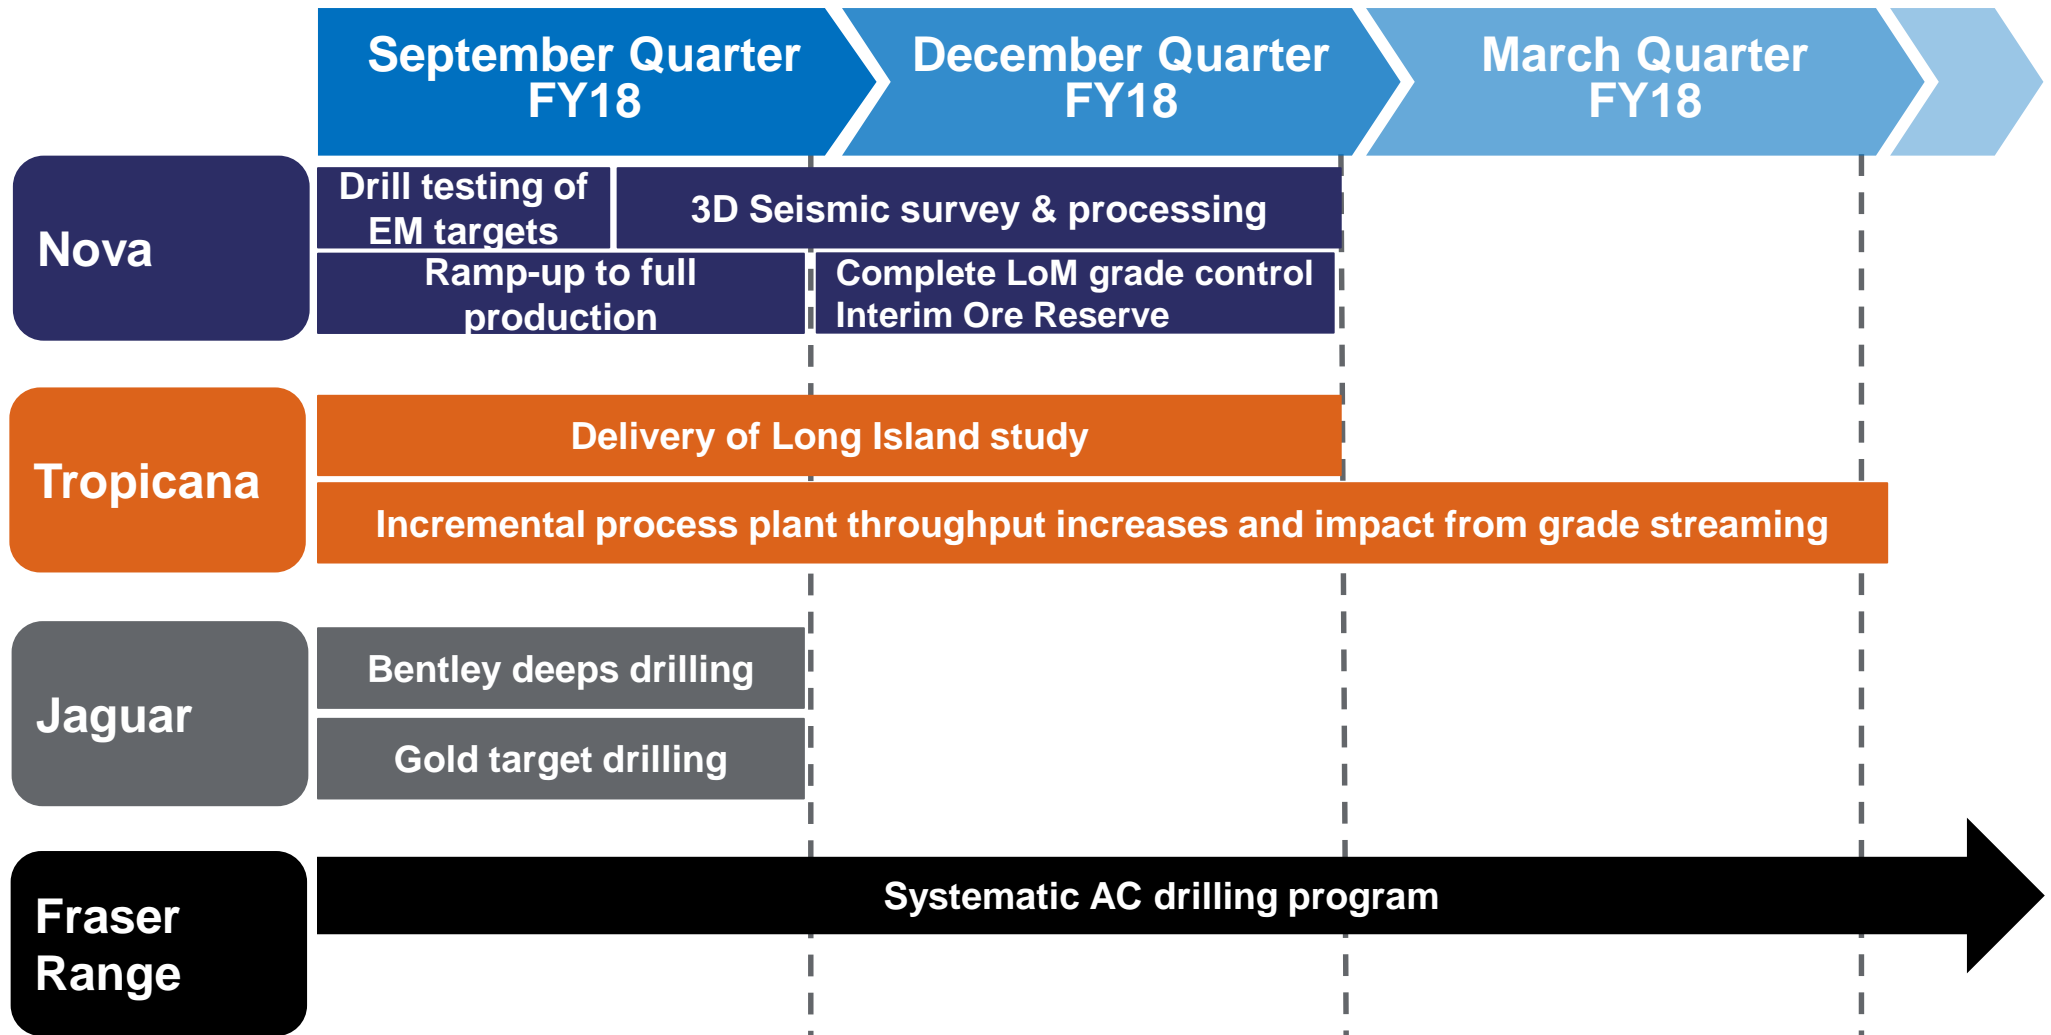 September Quarter
FY18
December Quarter
FY18
March Quarter
FY18
Nova
Drill testing of
EM targets
3D Seismic survey & processing
Ramp-up to full
production
Complete LoM grade control
Interim Ore Reserve
Tropicana
Delivery of Long Island study
Incremental process plant throughput increases and impact from grade streaming
Jaguar
Bentley deeps drilling
Gold target drilling
Fraser
Range
Systematic AC drilling program